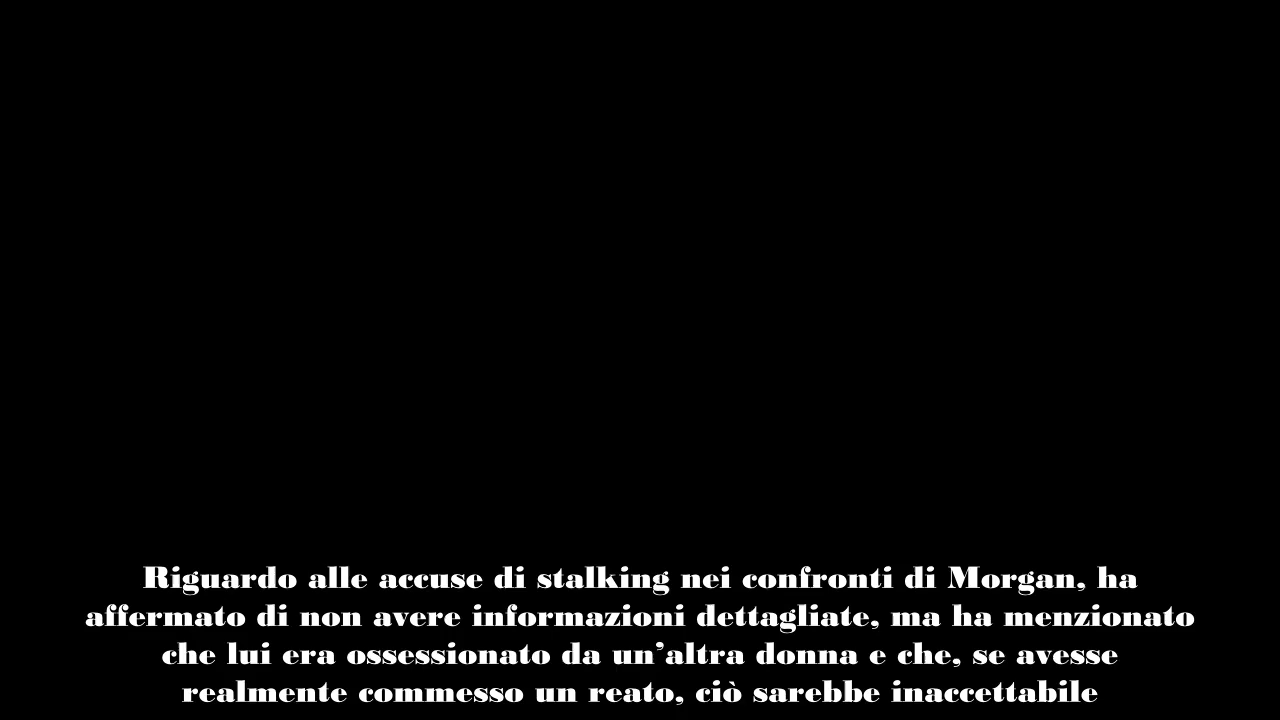 Riguardo alle accuse di stalking nei confronti di Morgan, ha
affermato di non avere informazioni dettagliate, ma ha menzionato
che lui era ossessionato da un’altra donna e che, se avesse
realmente commesso un reato, ciò sarebbe inaccettabile